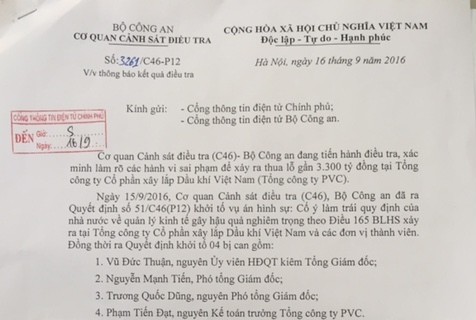 BỘ CÔNG AN
CƠ QUAN CẢNH SÁT ĐIỀU TRA
CỘNG HÒA XÃ HỘI CHỦ NGHĨA VIỆT NAM
Độc lập - Tự do - Hạnh phúc
Số: 3261/C46-P12
V/v thông báo kết quả điều tra
Hà Nội, ngày 16 tháng 9 năm 2016
CỔNG THÔNG TIN ĐIỆN TỬ CHÍNH PHỦ
ĐẾN Giờ: S
Ngày: 16/9
Kính gửi: - Cổng thông tin điện tử Chính phủ;
- Cổng thông tin điện tử Bộ Công an.
Cơ quan Cảnh sát điều tra (C46)- Bộ Công an đang tiến hành điều tra, xác
minh làm rõ các hành vi sai phạm để xảy ra thua lỗ gần 3.300 tỷ đồng tại Tổng
công ty Cổ phần xây lắp Dầu khí Việt Nam (Tổng công ty PVC).
Ngày 15/9/2016, Cơ quan Cảnh sát điều tra (C46), Bộ Công an đã ra
Quyết định số 51/C46(P12) khởi tố vụ án hình sự: Cố ý làm trái quy định của
nhà nước về quản lý kinh tế gây hậu quả nghiêm trọng theo Điều 165 BLHS xảy
ra tại Tổng công ty Cổ phần xây lắp Dầu khí Việt Nam và các đơn vị thành viên.
Đồng thời ra Quyết định khởi tố 04 bị can gồm:
1. Vũ Đức Thuận, nguyên Ủy viên HĐQT kiêm Tổng Giám đốc;
2. Nguyễn Mạnh Tiến, Phó tổng Giám đốc;
3. Trương Quốc Dũng, nguyên Phó tổng Giám đốc;
4. Phạm Tiến Đạt, nguyên Kế toán trưởng Tổng công ty PVC.